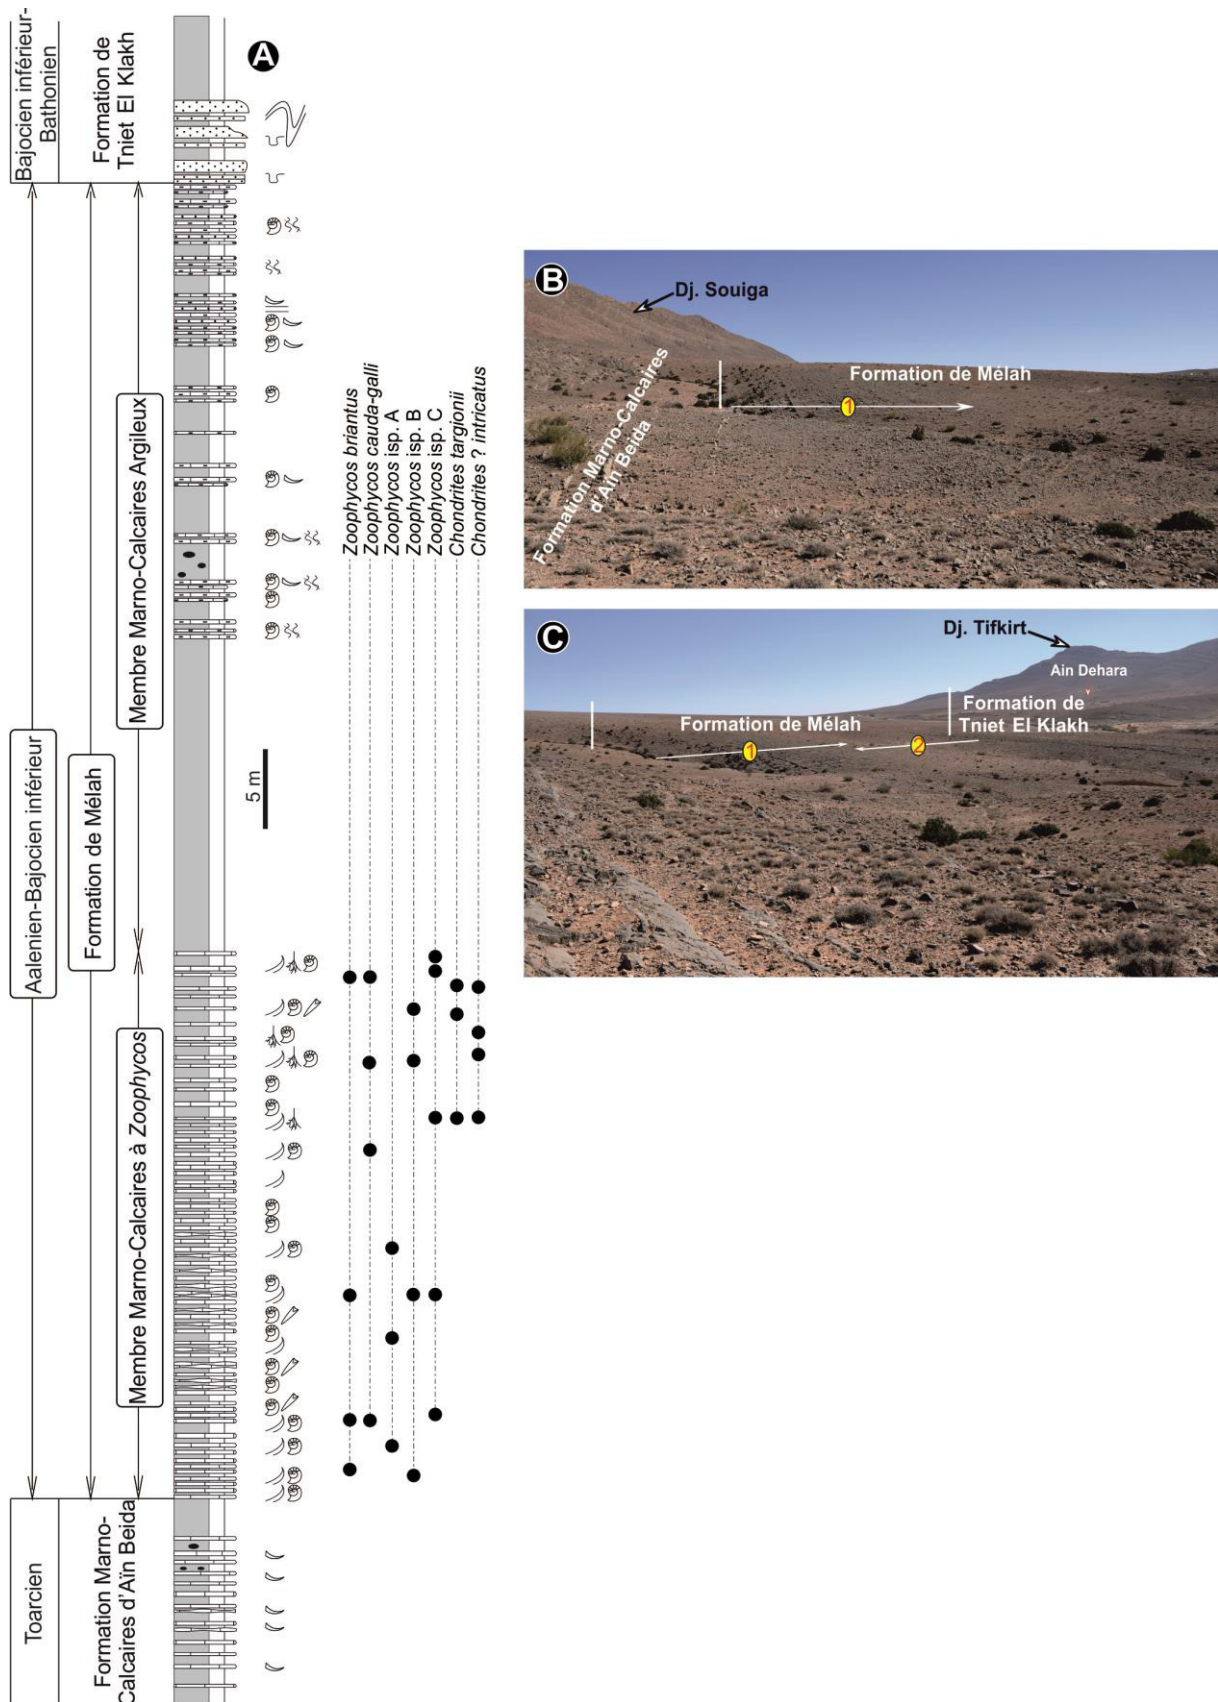 Bajocien inférieur-
Bathonien
Formation de
Tniet El Klakh
A
Aalenien-Bajocien inférieur
Formation de Mélah
Membre Marno-Calcaires Argileux
Membre Marno-Calcaires à Zoophycos
Toarcien
Formation Marno-
Calcaires d'Aïn Beida
5 m
Zoophycos briantus
Zoophycos cauda-galli
Zoophycos isp. A
Zoophycos isp. B
Zoophycos isp. C
Chondrites targionii
Chondrites ? intricatus
B
Dj. Souiga
Formation Marno-Calcaires
d'Ain Beida
Formation de Mélah
1
C
Dj. Tifkirt
Ain Dehara
Formation de Mélah
Formation de
Tniet El Klakh
1
2